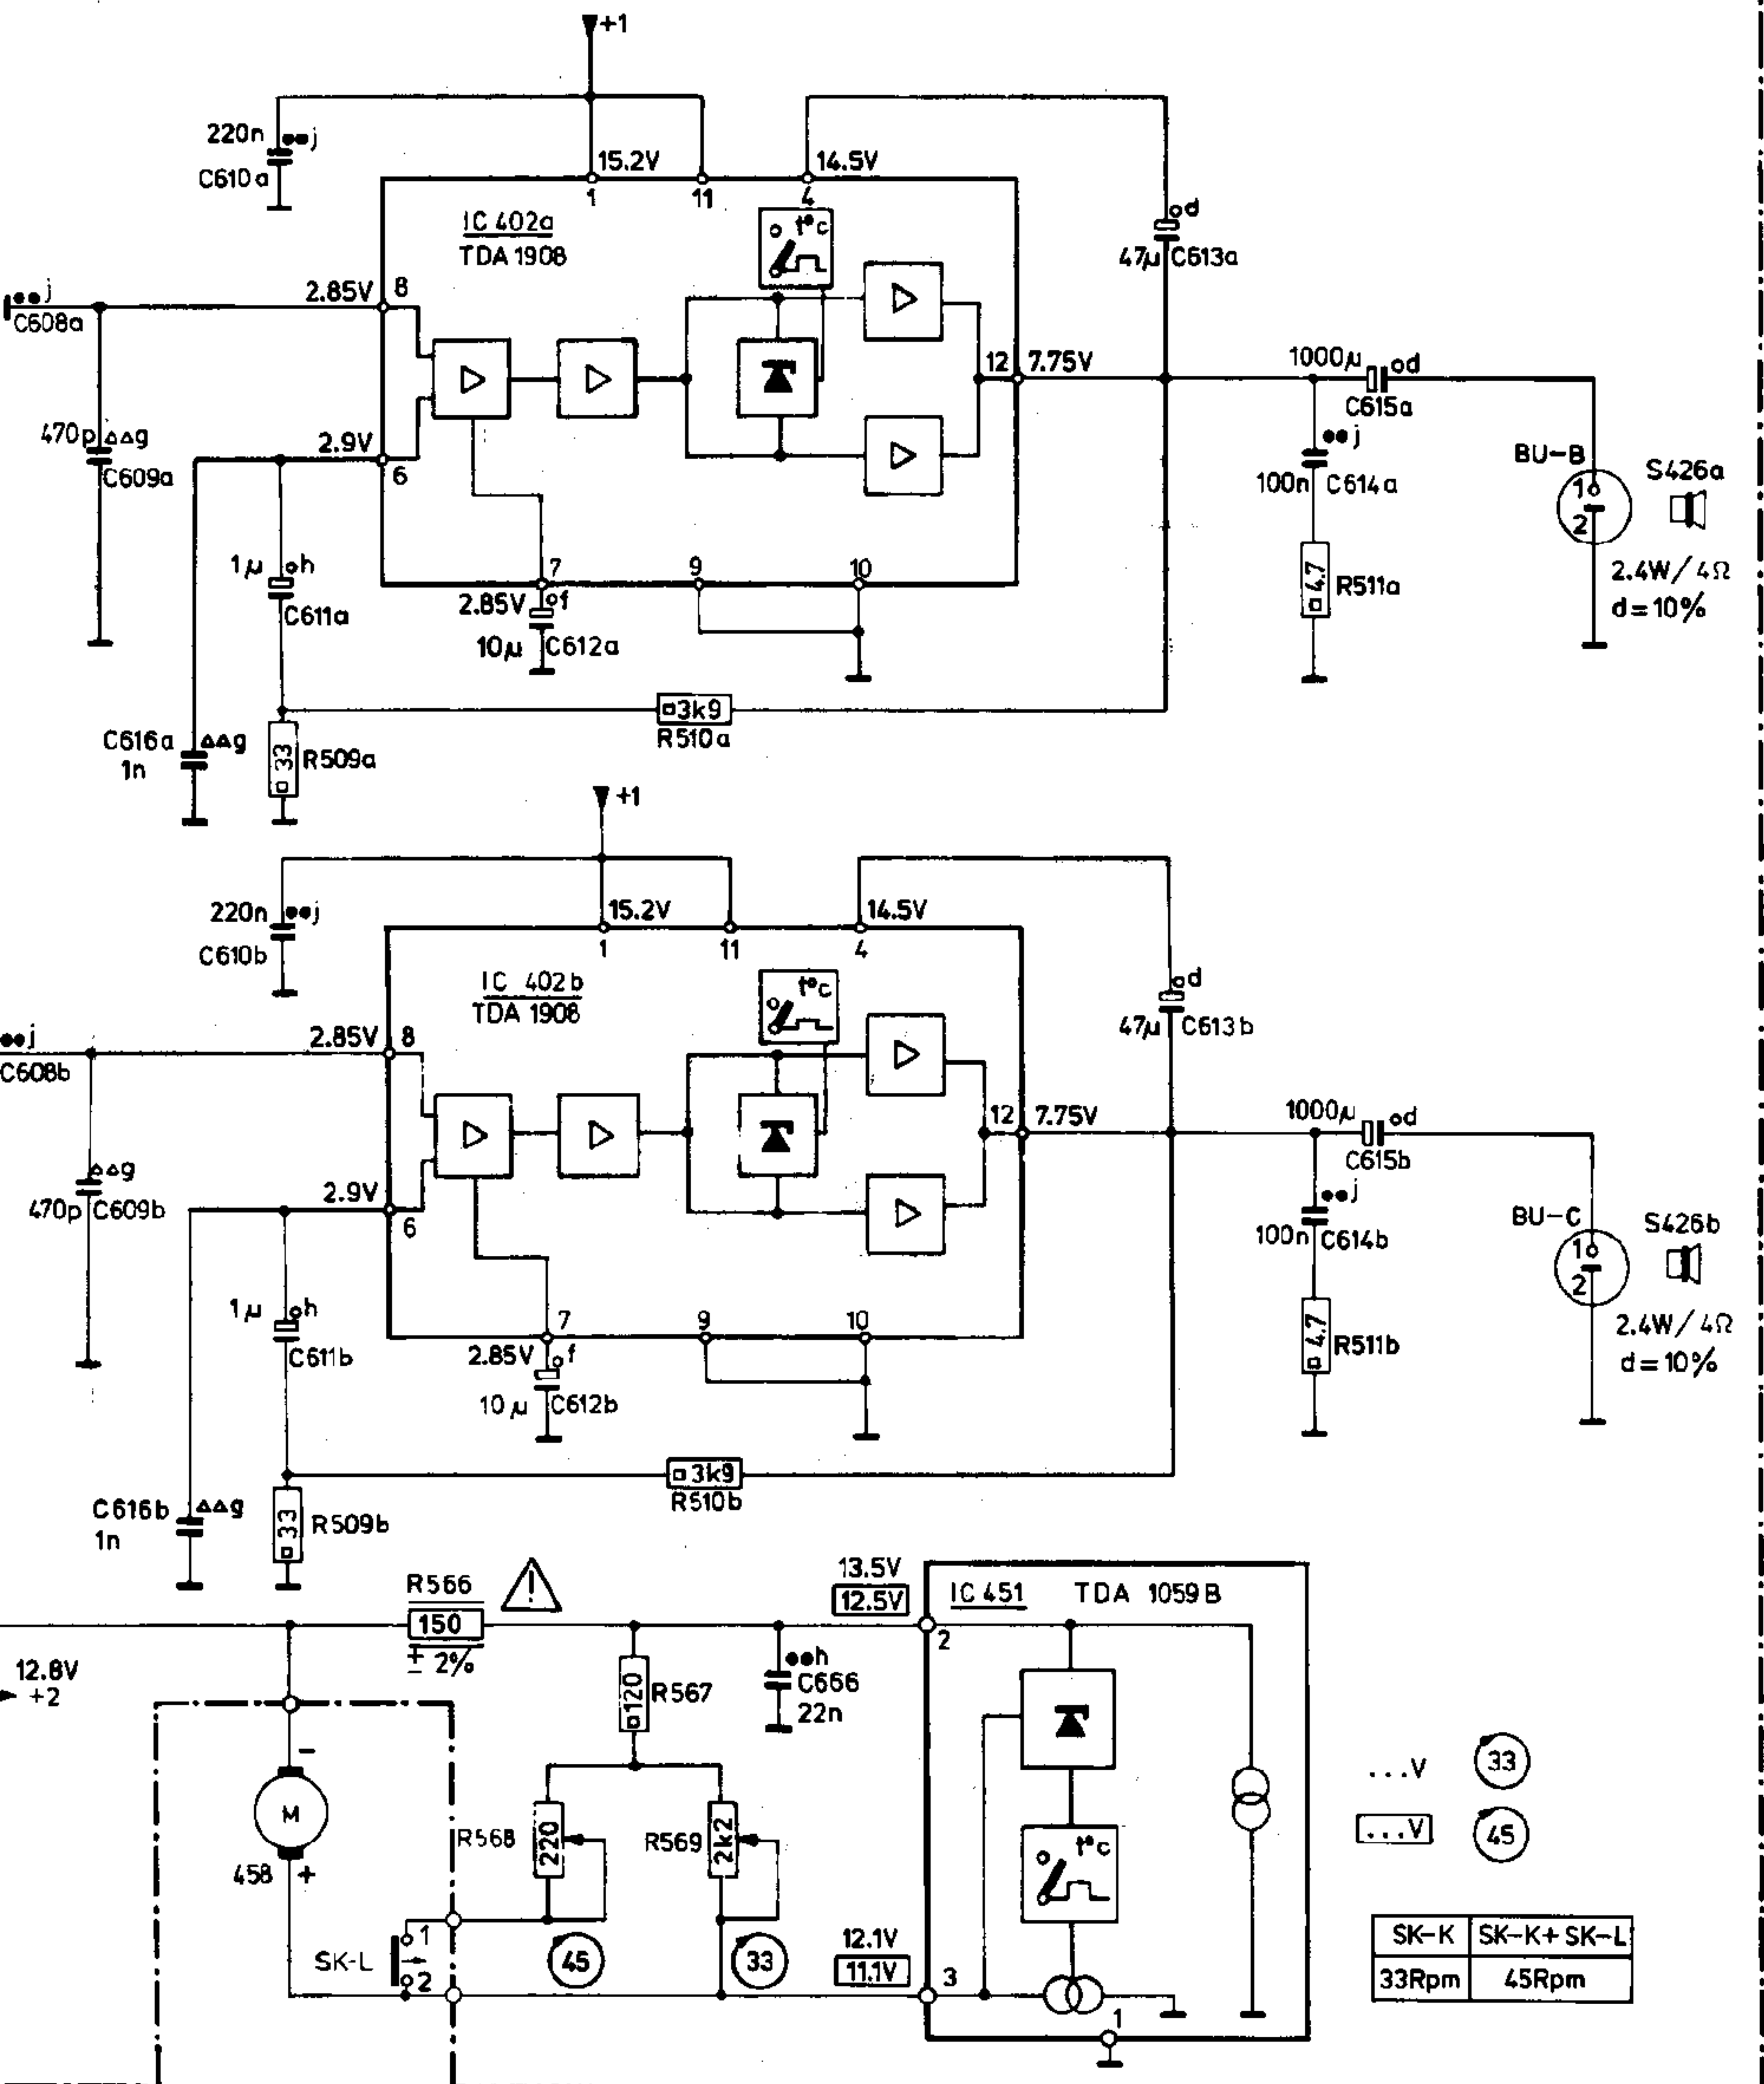 +1
220n j
C610a
15.2V
14.5V
1
11
4
IC 402a
TDA 1908
t°c
d
47µ C613a
j
C608a
2.85V 8
12 7.75V
1000µ d
C615a
470p g
C609a
2.9V
6
j
100n C614a
BU-B
1
2
S426a
1µ h
C611a
7
9
10
2.85V f
10µ C612a
4.7 R511a
2.4W/4Ω
d=10%
3k9
R510a
C616a g
1n
33 R509a
+1
220n j
C610b
15.2V
14.5V
1
11
4
IC 402b
TDA 1908
t°c
d
47µ C613b
j
C608b
2.85V 8
12 7.75V
1000µ d
C615b
g
470p C609b
2.9V
6
j
100n C614b
BU-C
1
2
S426b
1µ h
C611b
7
9
10
2.85V f
10µ C612b
4.7 R511b
2.4W/4Ω
d=10%
3k9
R510b
C616b g
1n
33 R509b
R566
!
150
± 2%
13.5V
12.5V
IC 451 TDA 1059B
2
12.8V
+2
120 R567
h
C666
22n
-
M
458 +
R568 220
R569 2k2
t°c
...V 33
...V 45
1
SK-L
2
45
33
12.1V
11.1V
3
1
SK-K SK-K+SK-L
33Rpm 45Rpm